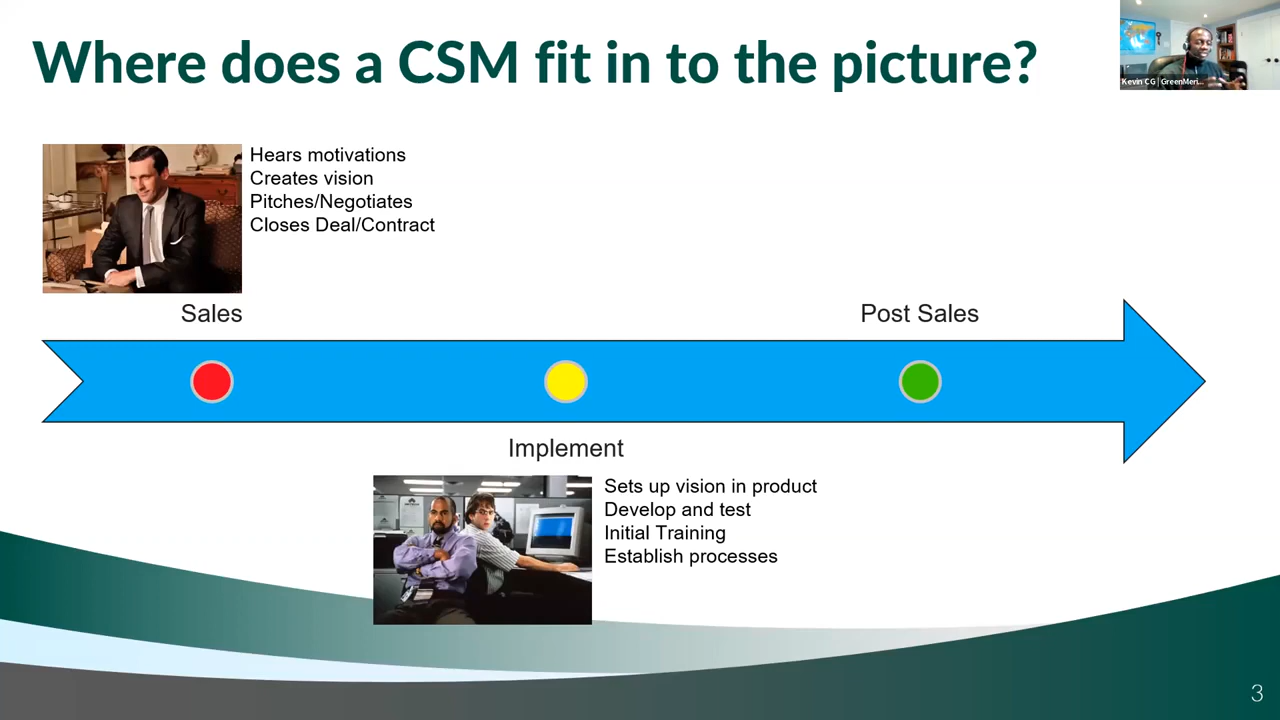 Where does a CSM fit in to the picture?
Kevin CG | GreenMeri...
Hears motivations
Creates vision
Pitches/Negotiates
Closes Deal/Contract
Sales
Post Sales
Implement
Sets up vision in product
Develop and test
Initial Training
Establish processes
3